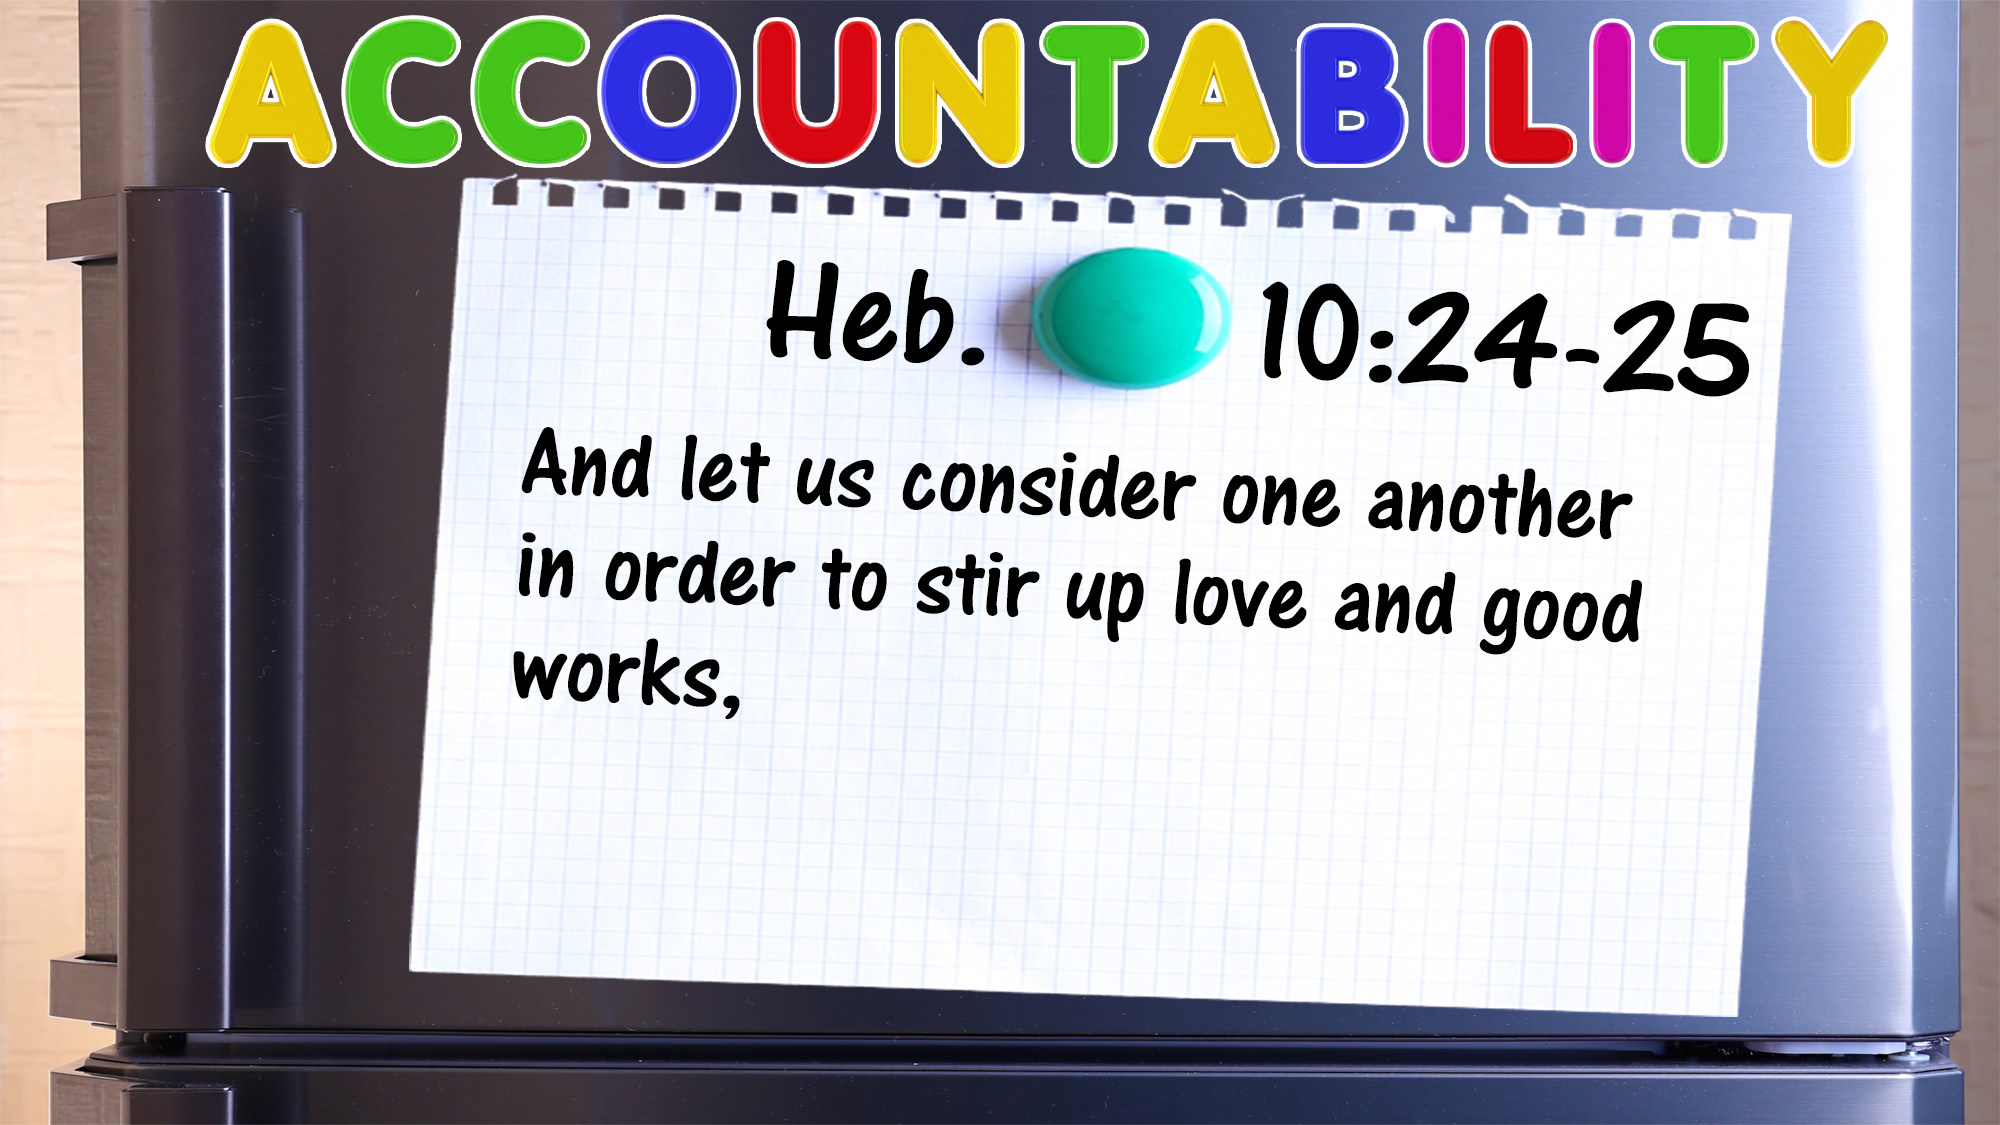 ACCOUNTABILITY
Heb. 10:24-25
And let us consider one another
in order to stir up love and good
works,